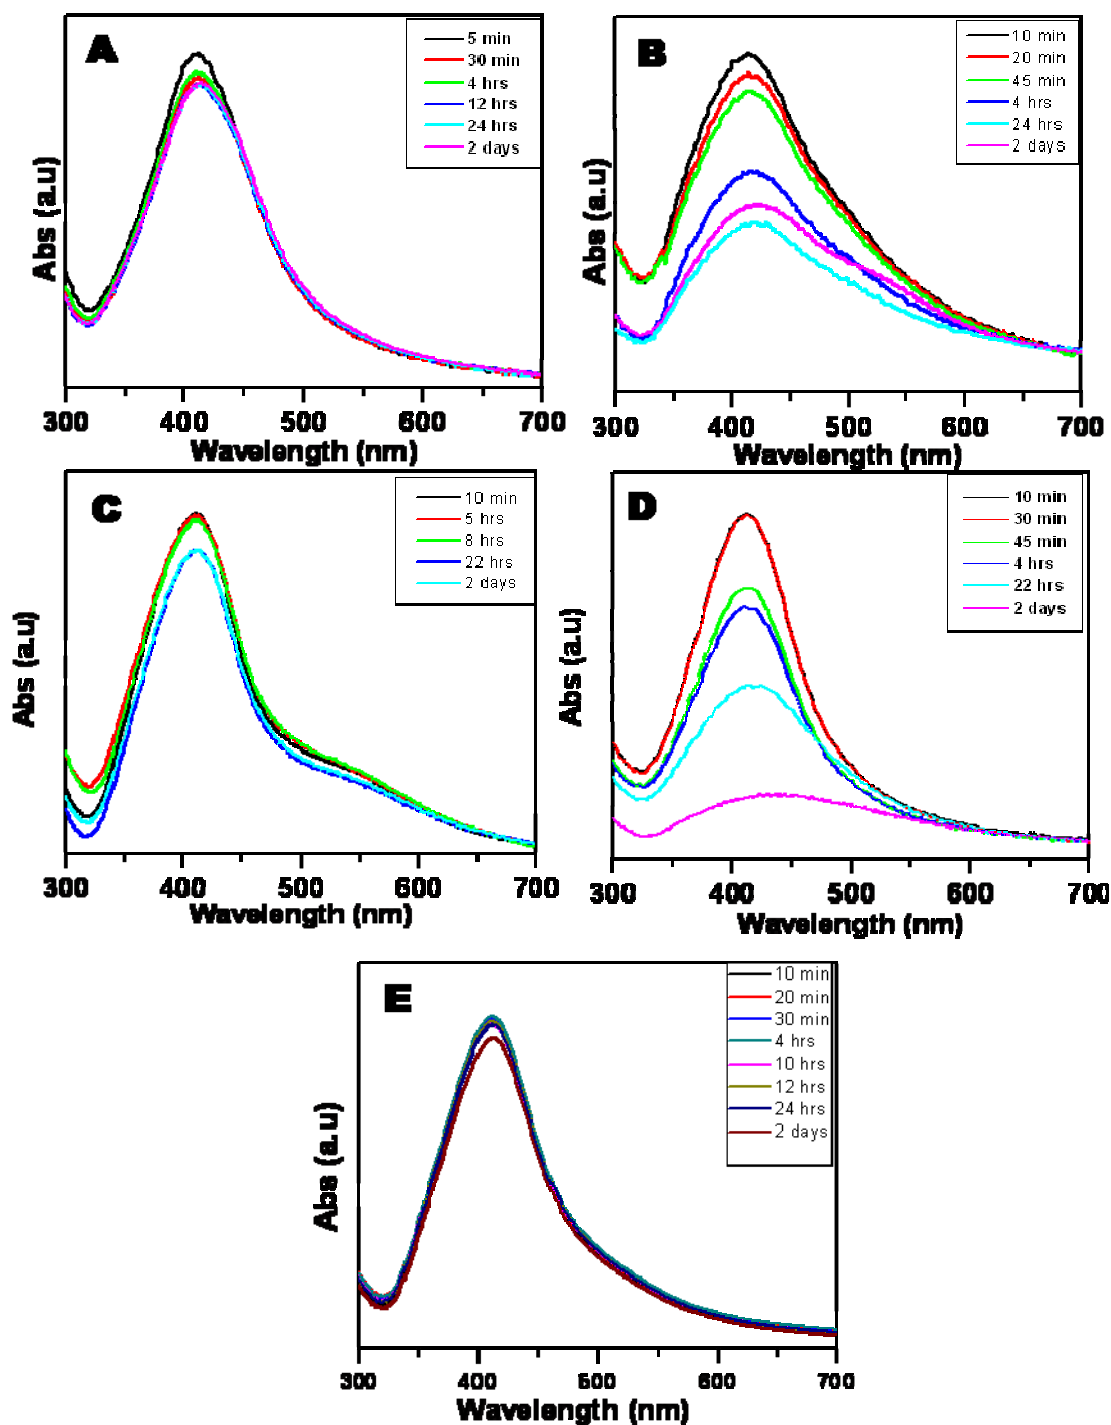 A
5 min
30 min
4 hrs
12 hrs
24 hrs
2 days
Abs (a.u)
300 400 500 600 700
Wavelength (nm)
B
10 min
20 min
45 min
4 hrs
24 hrs
2 days
Abs (a.u)
300 400 500 600 700
Wavelength (nm)
C
10 min
5 hrs
8 hrs
22 hrs
2 days
Abs (a.u)
300 400 500 600 700
Wavelength (nm)
D
10 min
30 min
45 min
4 hrs
22 hrs
2 days
Abs (a.u)
300 400 500 600 700
Wavelength (nm)
E
10 min
20 min
30 min
4 hrs
10 hrs
12 hrs
24 hrs
2 days
Abs (a.u)
300 400 500 600 700
Wavelength (nm)